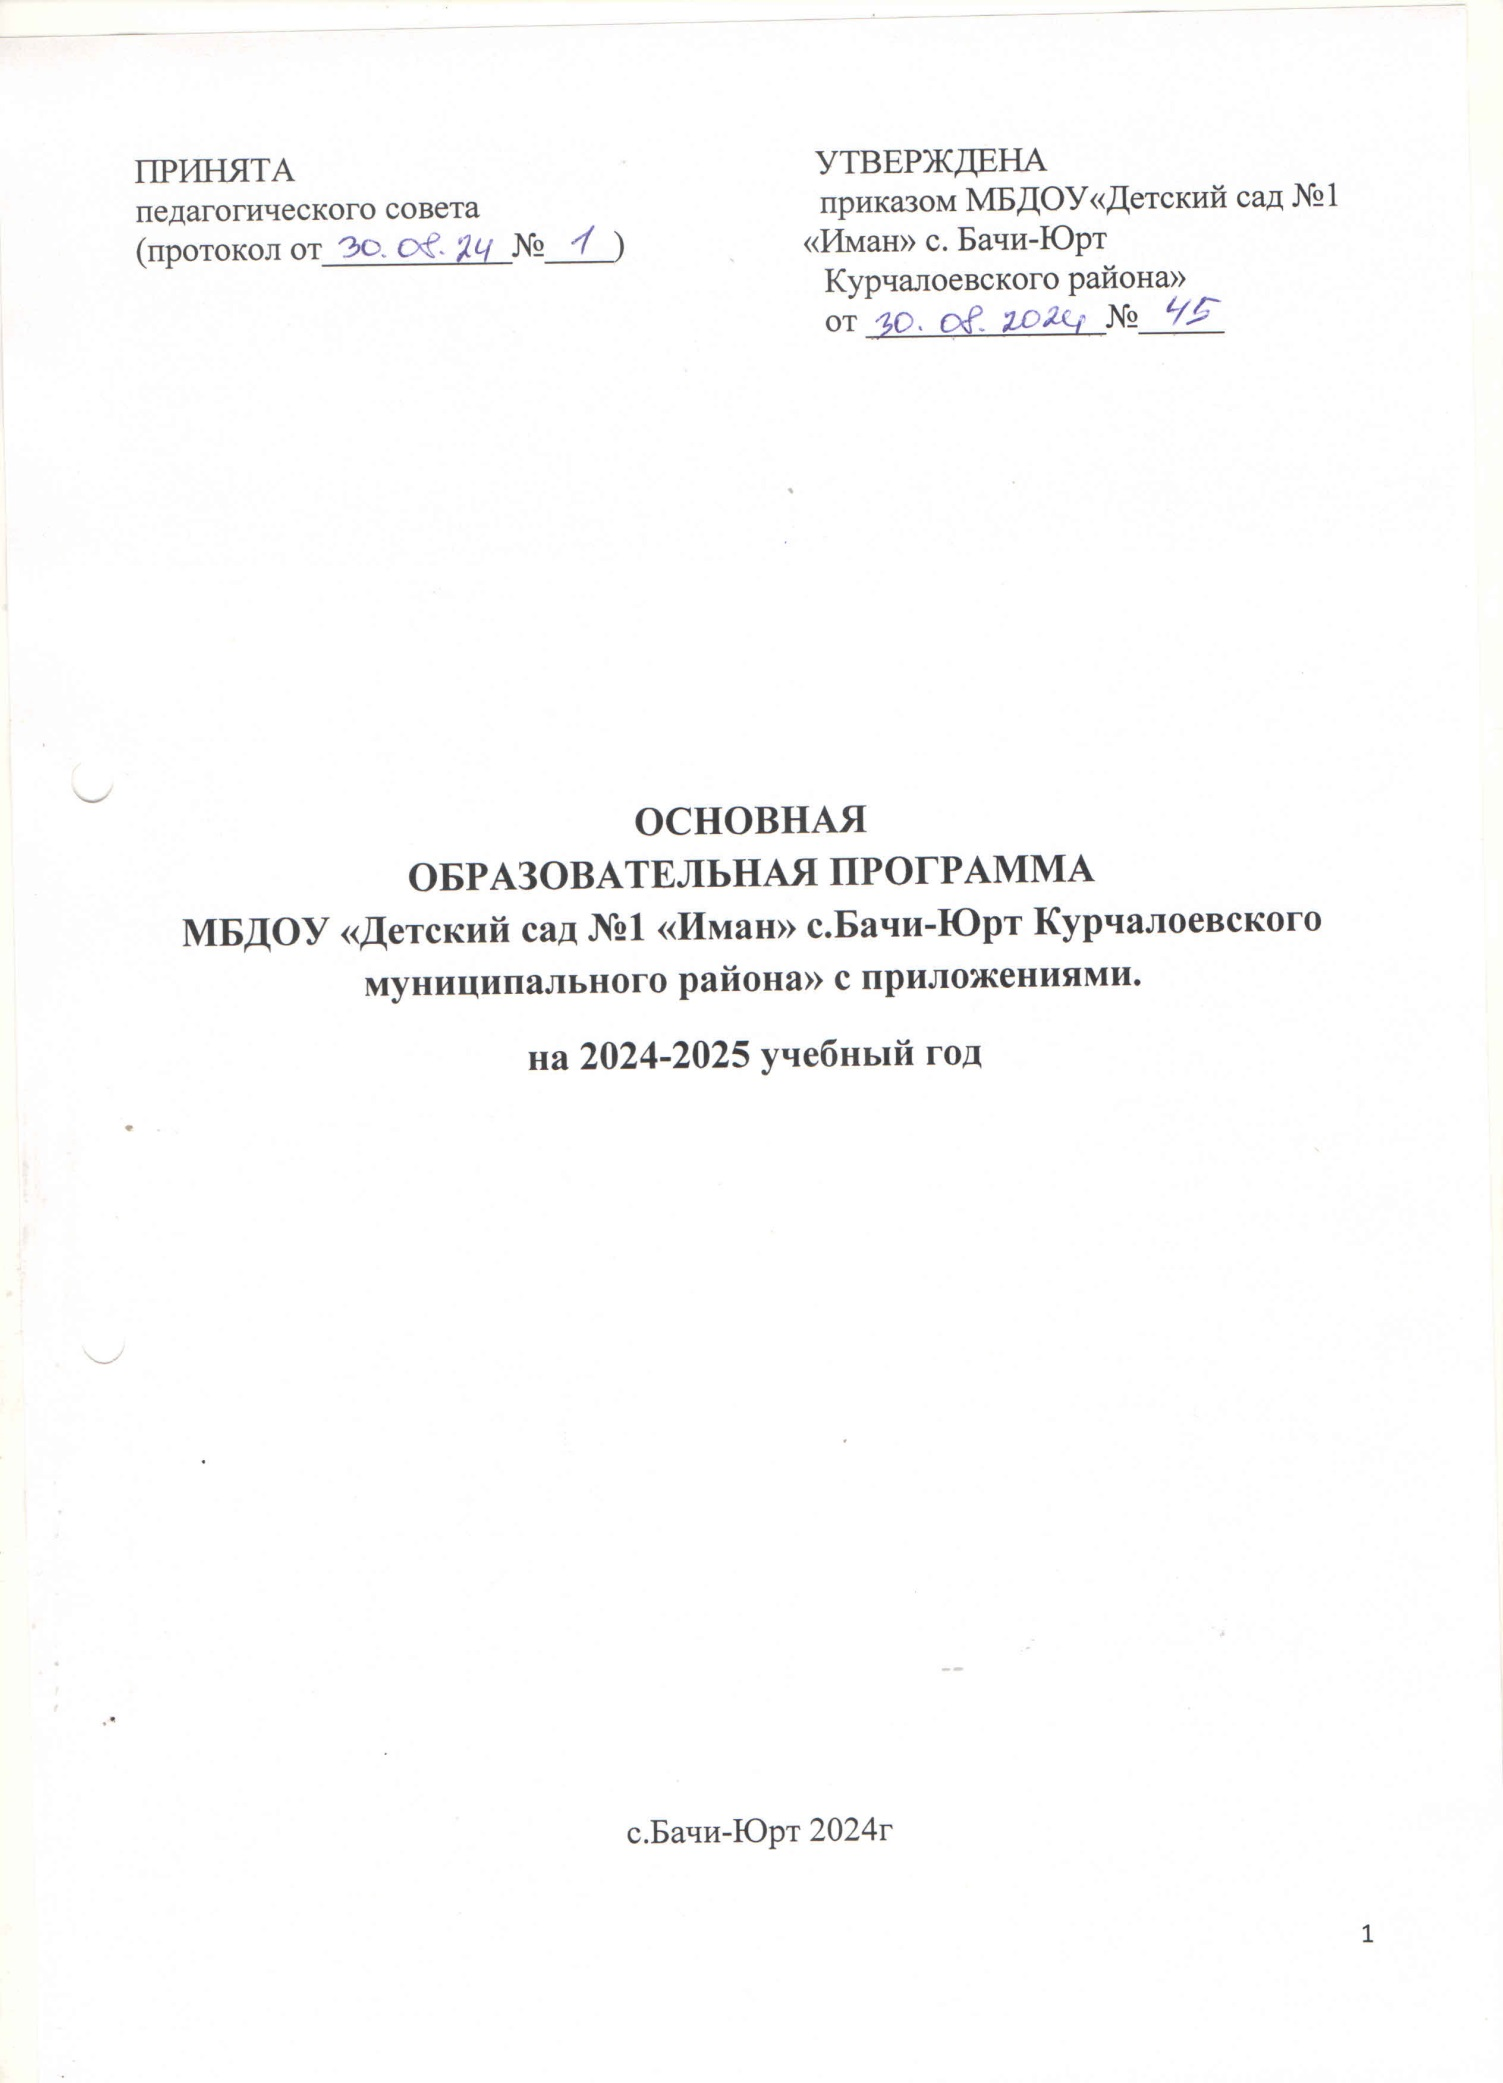 ПРИНЯТА
педагогического совета
(протокол от 30.08.24 № 1)
УТВЕРЖДЕНА
приказом МБДОУ«Детский сад №1
«Иман» с. Бачи-Юрт
Курчалоевского района»
от 30.08.2024 № 45
ОСНОВНАЯ
ОБРАЗОВАТЕЛЬНАЯ ПРОГРАММА
МБДОУ «Детский сад №1 «Иман» с.Бачи-Юрт Курчалоевского
муниципального района» с приложениями.
на 2024-2025 учебный год
с.Бачи-Юрт 2024г
1